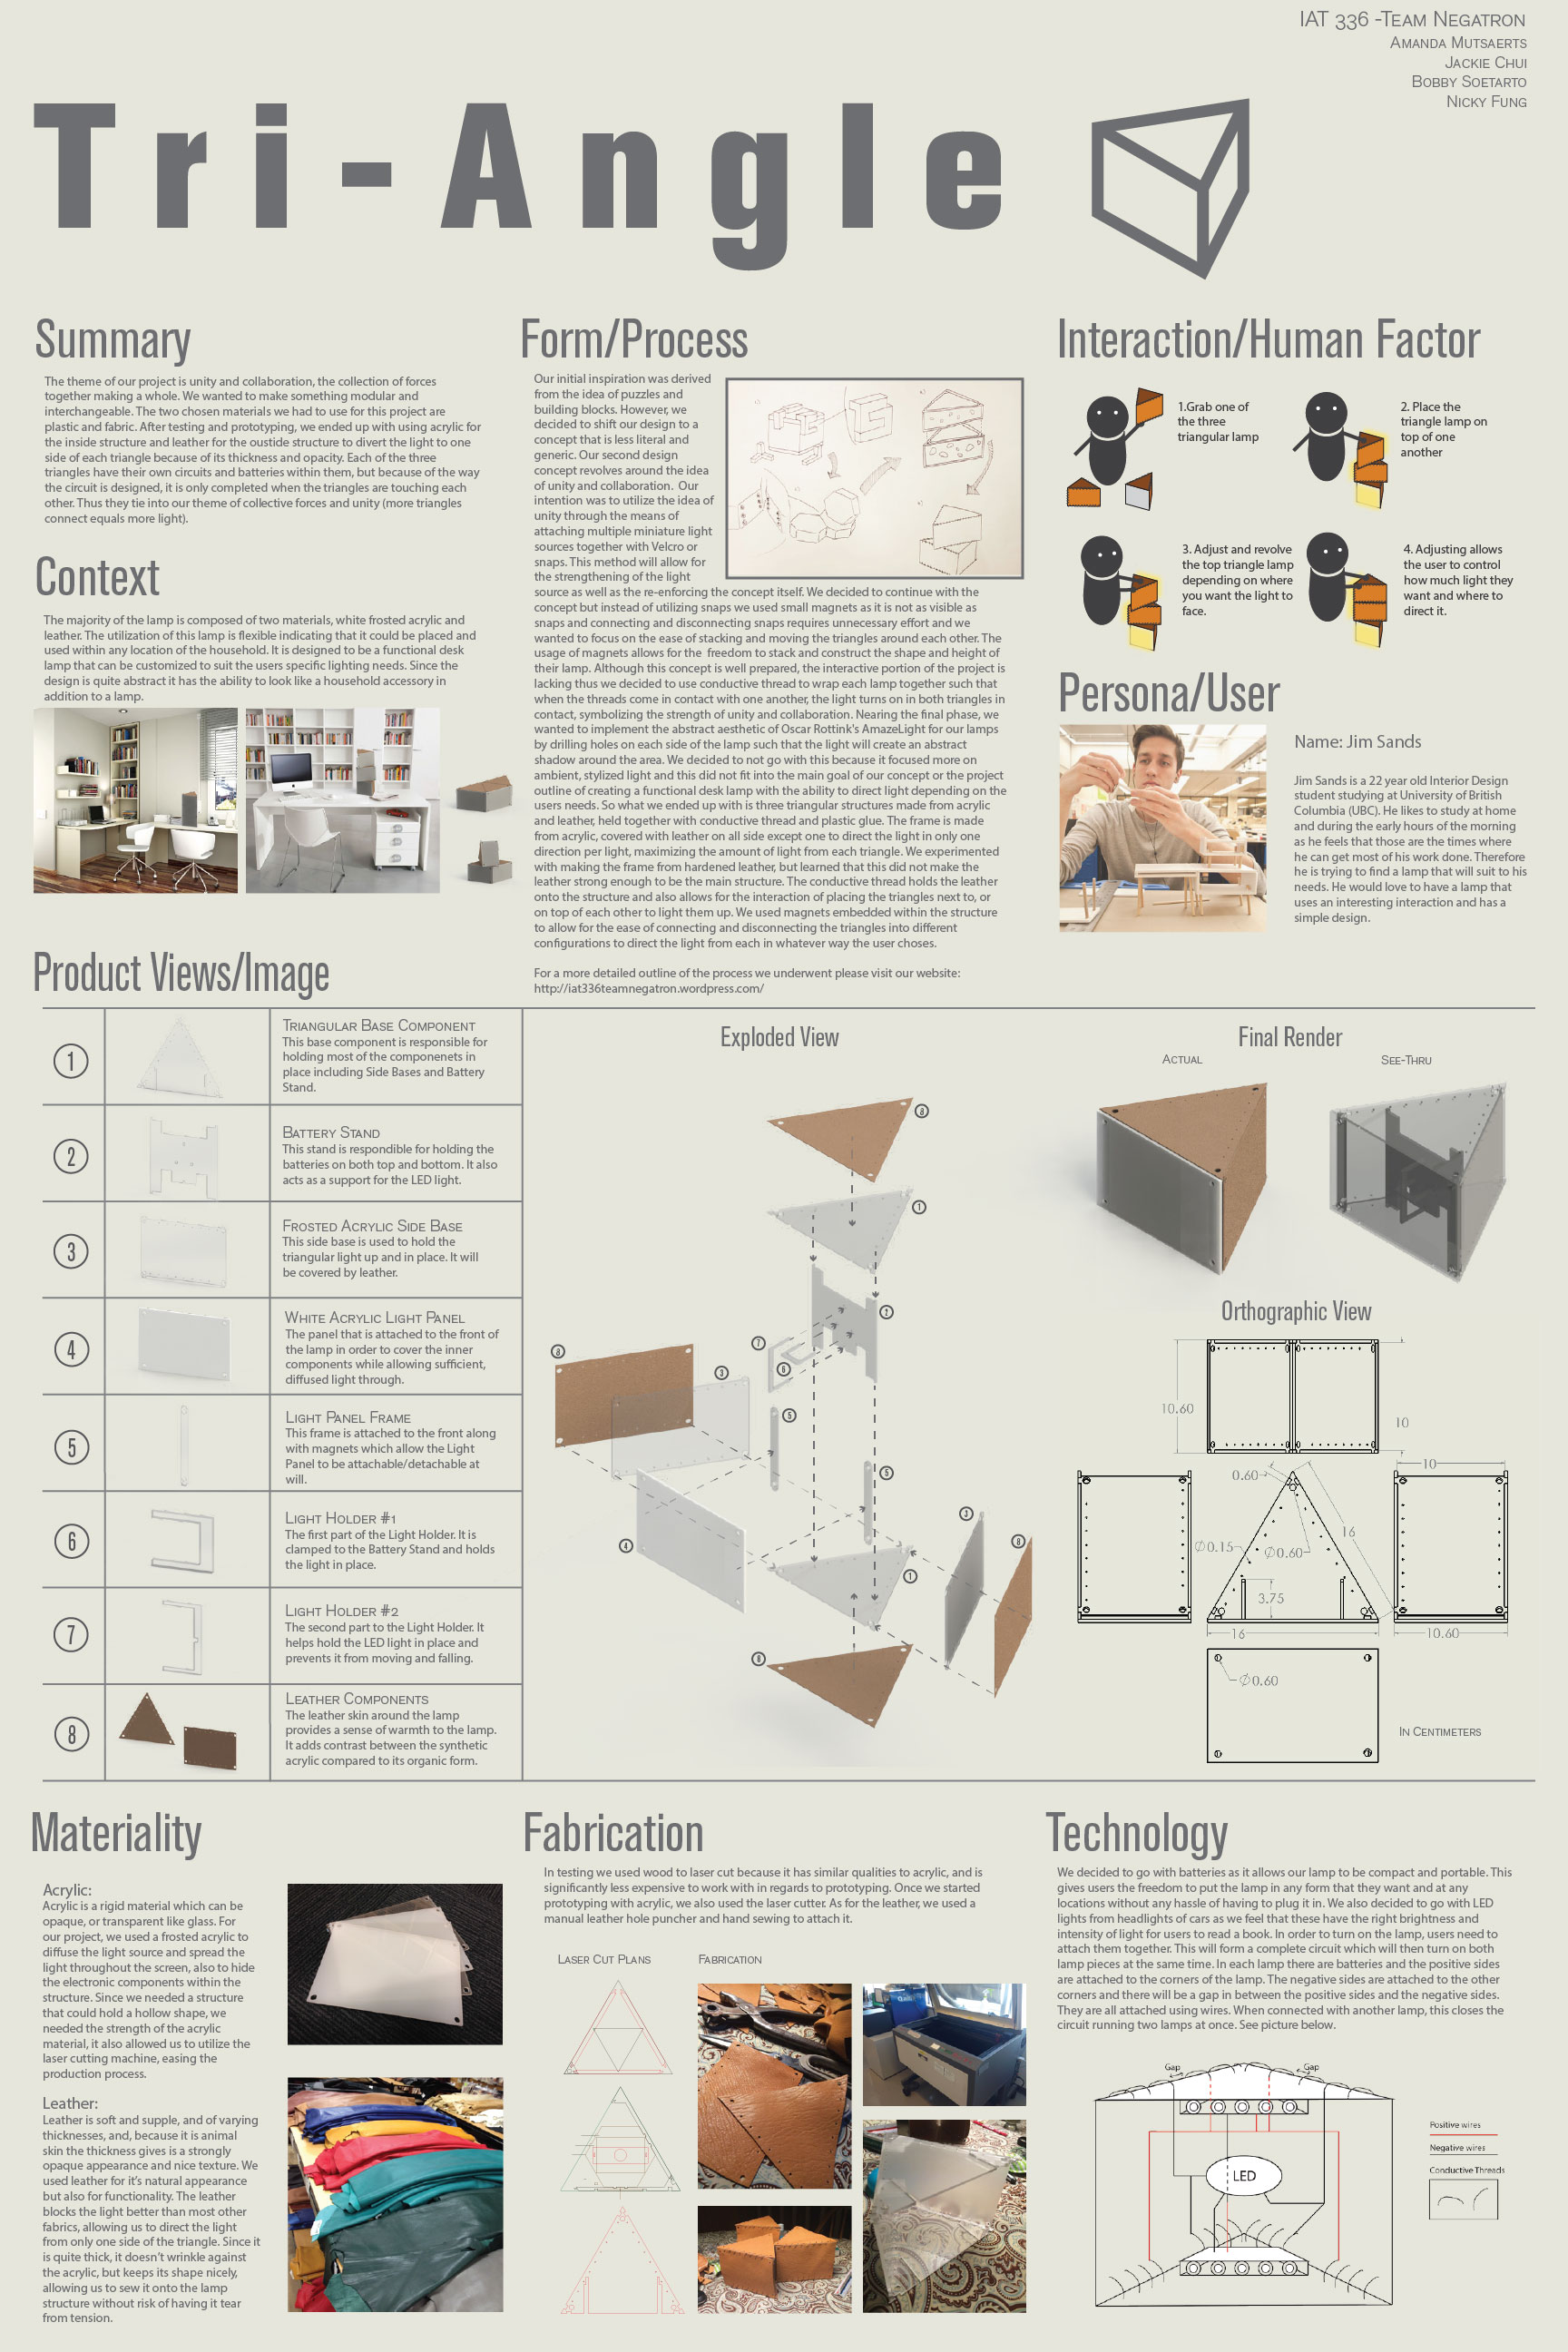 IAT 336 -Team Negatron
Amanda Mutsaerts
Jackie Chui
Bobby Soetarto
Nicky Fung
Tri-Angle
Summary
The theme of our project is unity and collaboration, the collection of forces
together making a whole. We wanted to make something modular and
interchangeable. The two chosen materials we had to use for this project are
plastic and fabric. After testing and prototyping, we ended up with using acrylic for
the inside structure and leather for the oustide structure to divert the light to one
side of each triangle because of its thickness and opacity. Each of the three
triangles have their own circuits and batteries within them, but because of the way
the circuit is designed, it is only completed when the triangles are touching each
other. Thus they tie into our theme of collective forces and unity (more triangles
connect equals more light).
Context
The majority of the lamp is composed of two materials, white frosted acrylic and
leather. The utilization of this lamp is flexible indicating that it could be placed and
used within any location of the household. It is designed to be a functional desk
lamp that can be customized to suit the users specific lighting needs. Since the
design is quite abstract it has the ability to look like a household accessory in
addition to a lamp.
Form/Process
Our initial inspiration was derived
from the idea of puzzles and
building blocks. However, we
decided to shift our design to a
concept that is less literal and
generic. Our second design
concept revolves around the idea
of unity and collaboration. Our
intention was to utilize the idea of
unity through the means of
attaching multiple miniature light
sources together with Velcro or
snaps. This method will allow for
the strengthening of the light
source as well as the re-enforcing the concept itself. We decided to continue with the
concept but instead of utilizing snaps we used small magnets as it is not as visible as
snaps and connecting and disconnecting snaps requires unnecessary effort and we
wanted to focus on the ease of stacking and moving the triangles around each other. The
usage of magnets allows for the freedom to stack and construct the shape and height of
their lamp. Although this concept is well prepared, the interactive portion of the project is
lacking thus we decided to use conductive thread to wrap each lamp together such that
when the threads come in contact with one another, the light turns on in both triangles in
contact, symbolizing the strength of unity and collaboration. Nearing the final phase, we
wanted to implement the abstract aesthetic of Oscar Rottink's AmazeLight for our lamps
by drilling holes on each side of the lamp such that the light will create an abstract
shadow around the area. We decided to not go with this because it focused more on
ambient, stylized light and this did not fit into the main goal of our concept or the project
outline of creating a functional desk lamp with the ability to direct light depending on the
users needs. So what we ended up with is three triangular structures made from acrylic
and leather, held together with conductive thread and plastic glue. The frame is made
from acrylic, covered with leather on all side except one to direct the light in only one
direction per light, maximizing the amount of light from each triangle. We experimented
with making the frame from hardened leather, but learned that this did not make the
leather strong enough to be the main structure. The conductive thread holds the leather
onto the structure and also allows for the interaction of placing the triangles next to, or
on top of each other to light them up. We used magnets embedded within the structure
to allow for the ease of connecting and disconnecting the triangles into different
configurations to direct the light from each in whatever way the user choses.
For a more detailed outline of the process we underwent please visit our website:
http://iat336teamnegatron.wordpress.com/
Interaction/Human Factor
1.Grab one of
the three
triangular lamp
2. Place the
triangle lamp on
top of one
another
3. Adjust and revolve
the top triangle lamp
depending on where
you want the light to
face.
4. Adjusting allows
the user to control
how much light they
want and where to
direct it.
Persona/User
Name: Jim Sands
Jim Sands is a 22 year old Interior Design
student studying at University of British
Columbia (UBC). He likes to study at home
and during the early hours of the morning
as he feels that those are the times where
he can get most of his work done. Therefore
he is trying to find a lamp that will suit to his
needs. He would love to have a lamp that
uses an interesting interaction and has a
simple design.
Product Views/Image
1
Triangular Base Component
This base component is responsible for
holding most of the componenets in
place including Side Bases and Battery
Stand.
2
Battery Stand
This stand is respondible for holding the
batteries on both top and bottom. It also
acts as a support for the LED light.
3
Frosted Acrylic Side Base
This side base is used to hold the
triangular light up and in place. It will
be covered by leather.
4
White Acrylic Light Panel
The panel that is attached to the front of
the lamp in order to cover the inner
components while allowing sufficient,
diffused light through.
5
Light Panel Frame
This frame is attached to the front along
with magnets which allow the Light
Panel to be attachable/detachable at
will.
6
Light Holder #1
The first part of the Light Holder. It is
clamped to the Battery Stand and holds
the light in place.
7
Light Holder #2
The second part to the Light Holder. It
helps hold the LED light in place and
prevents it from moving and falling.
8
Leather Components
The leather skin around the lamp
provides a sense of warmth to the lamp.
It adds contrast between the synthetic
acrylic compared to its organic form.
Exploded View
8
1
2
7
6
8
3
5
5
4
3
8
1
8
Final Render
Actual
See-Thru
Orthographic View
10.60
10
10
0.60
16
Ø0.15
Ø0.60
3.75
16
10.60
Ø0.60
In Centimeters
Materiality
Acrylic:
Acrylic is a rigid material which can be
opaque, or transparent like glass. For
our project, we used a frosted acrylic to
diffuse the light source and spread the
light throughout the screen, also to hide
the electronic components within the
structure. Since we needed a structure
that could hold a hollow shape, we
needed the strength of the acrylic
material, it also allowed us to utilize the
laser cutting machine, easing the
production process.
Leather:
Leather is soft and supple, and of varying
thicknesses, and, because it is animal
skin the thickness gives is a strongly
opaque appearance and nice texture. We
used leather for it's natural appearance
but also for functionality. The leather
blocks the light better than most other
fabrics, allowing us to direct the light
from only one side of the triangle. Since it
is quite thick, it doesn't wrinkle against
the acrylic, but keeps its shape nicely,
allowing us to sew it onto the lamp
structure without risk of having it tear
from tension.
Fabrication
In testing we used wood to laser cut because it has similar qualities to acrylic, and is
significantly less expensive to work with in regards to prototyping. Once we started
prototyping with acrylic, we also used the laser cutter. As for the leather, we used a
manual leather hole puncher and hand sewing to attach it.
Laser Cut Plans
Fabrication
Technology
We decided to go with batteries as it allows our lamp to be compact and portable. This
gives users the freedom to put the lamp in any form that they want and at any
locations without any hassle of having to plug it in. We also decided to go with LED
lights from headlights of cars as we feel that these have the right brightness and
intensity of light for users to read a book. In order to turn on the lamp, users need to
attach them together. This will form a complete circuit which will then turn on both
lamp pieces at the same time. In each lamp there are batteries and the positive sides
are attached to the corners of the lamp. The negative sides are attached to the other
corners and there will be a gap in between the positive sides and the negative sides.
They are all attached using wires. When connected with another lamp, this closes the
circuit running two lamps at once. See picture below.
Gap
Gap
LED
Positive wires
Negative wires
Conductive Threads